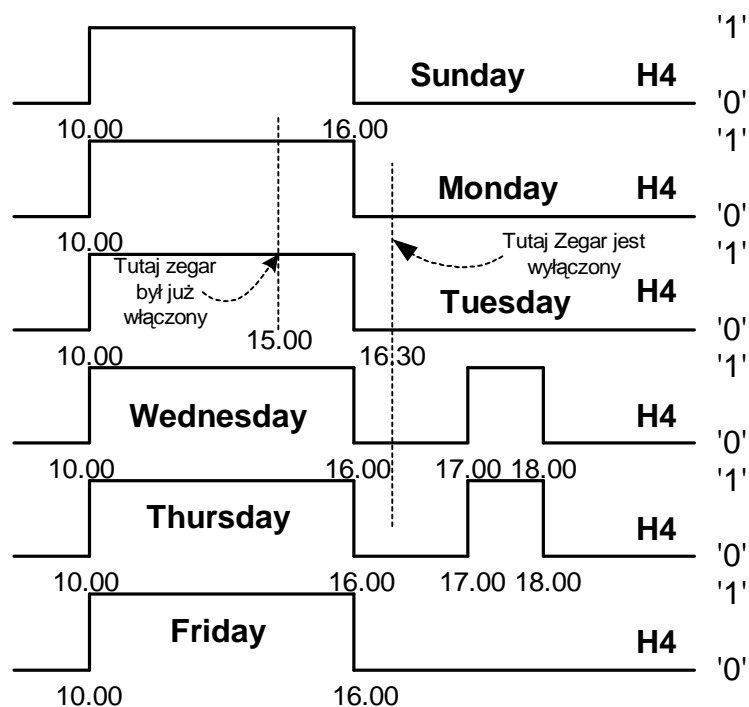 '1'
Sunday H4
'0'
10.00 16.00
'1'
Monday H4
'0'
10.00
'1'
Tutaj zegar
był już
włączony
Tutaj Zegar jest
wyłączony
Tuesday H4
'0'
10.00 15.00 16.30
'1'
Wednesday H4
'0'
10.00 16.00 17.00 18.00
'1'
Thursday H4
'0'
10.00 16.00 17.00 18.00
'1'
Friday H4
'0'
10.00 16.00